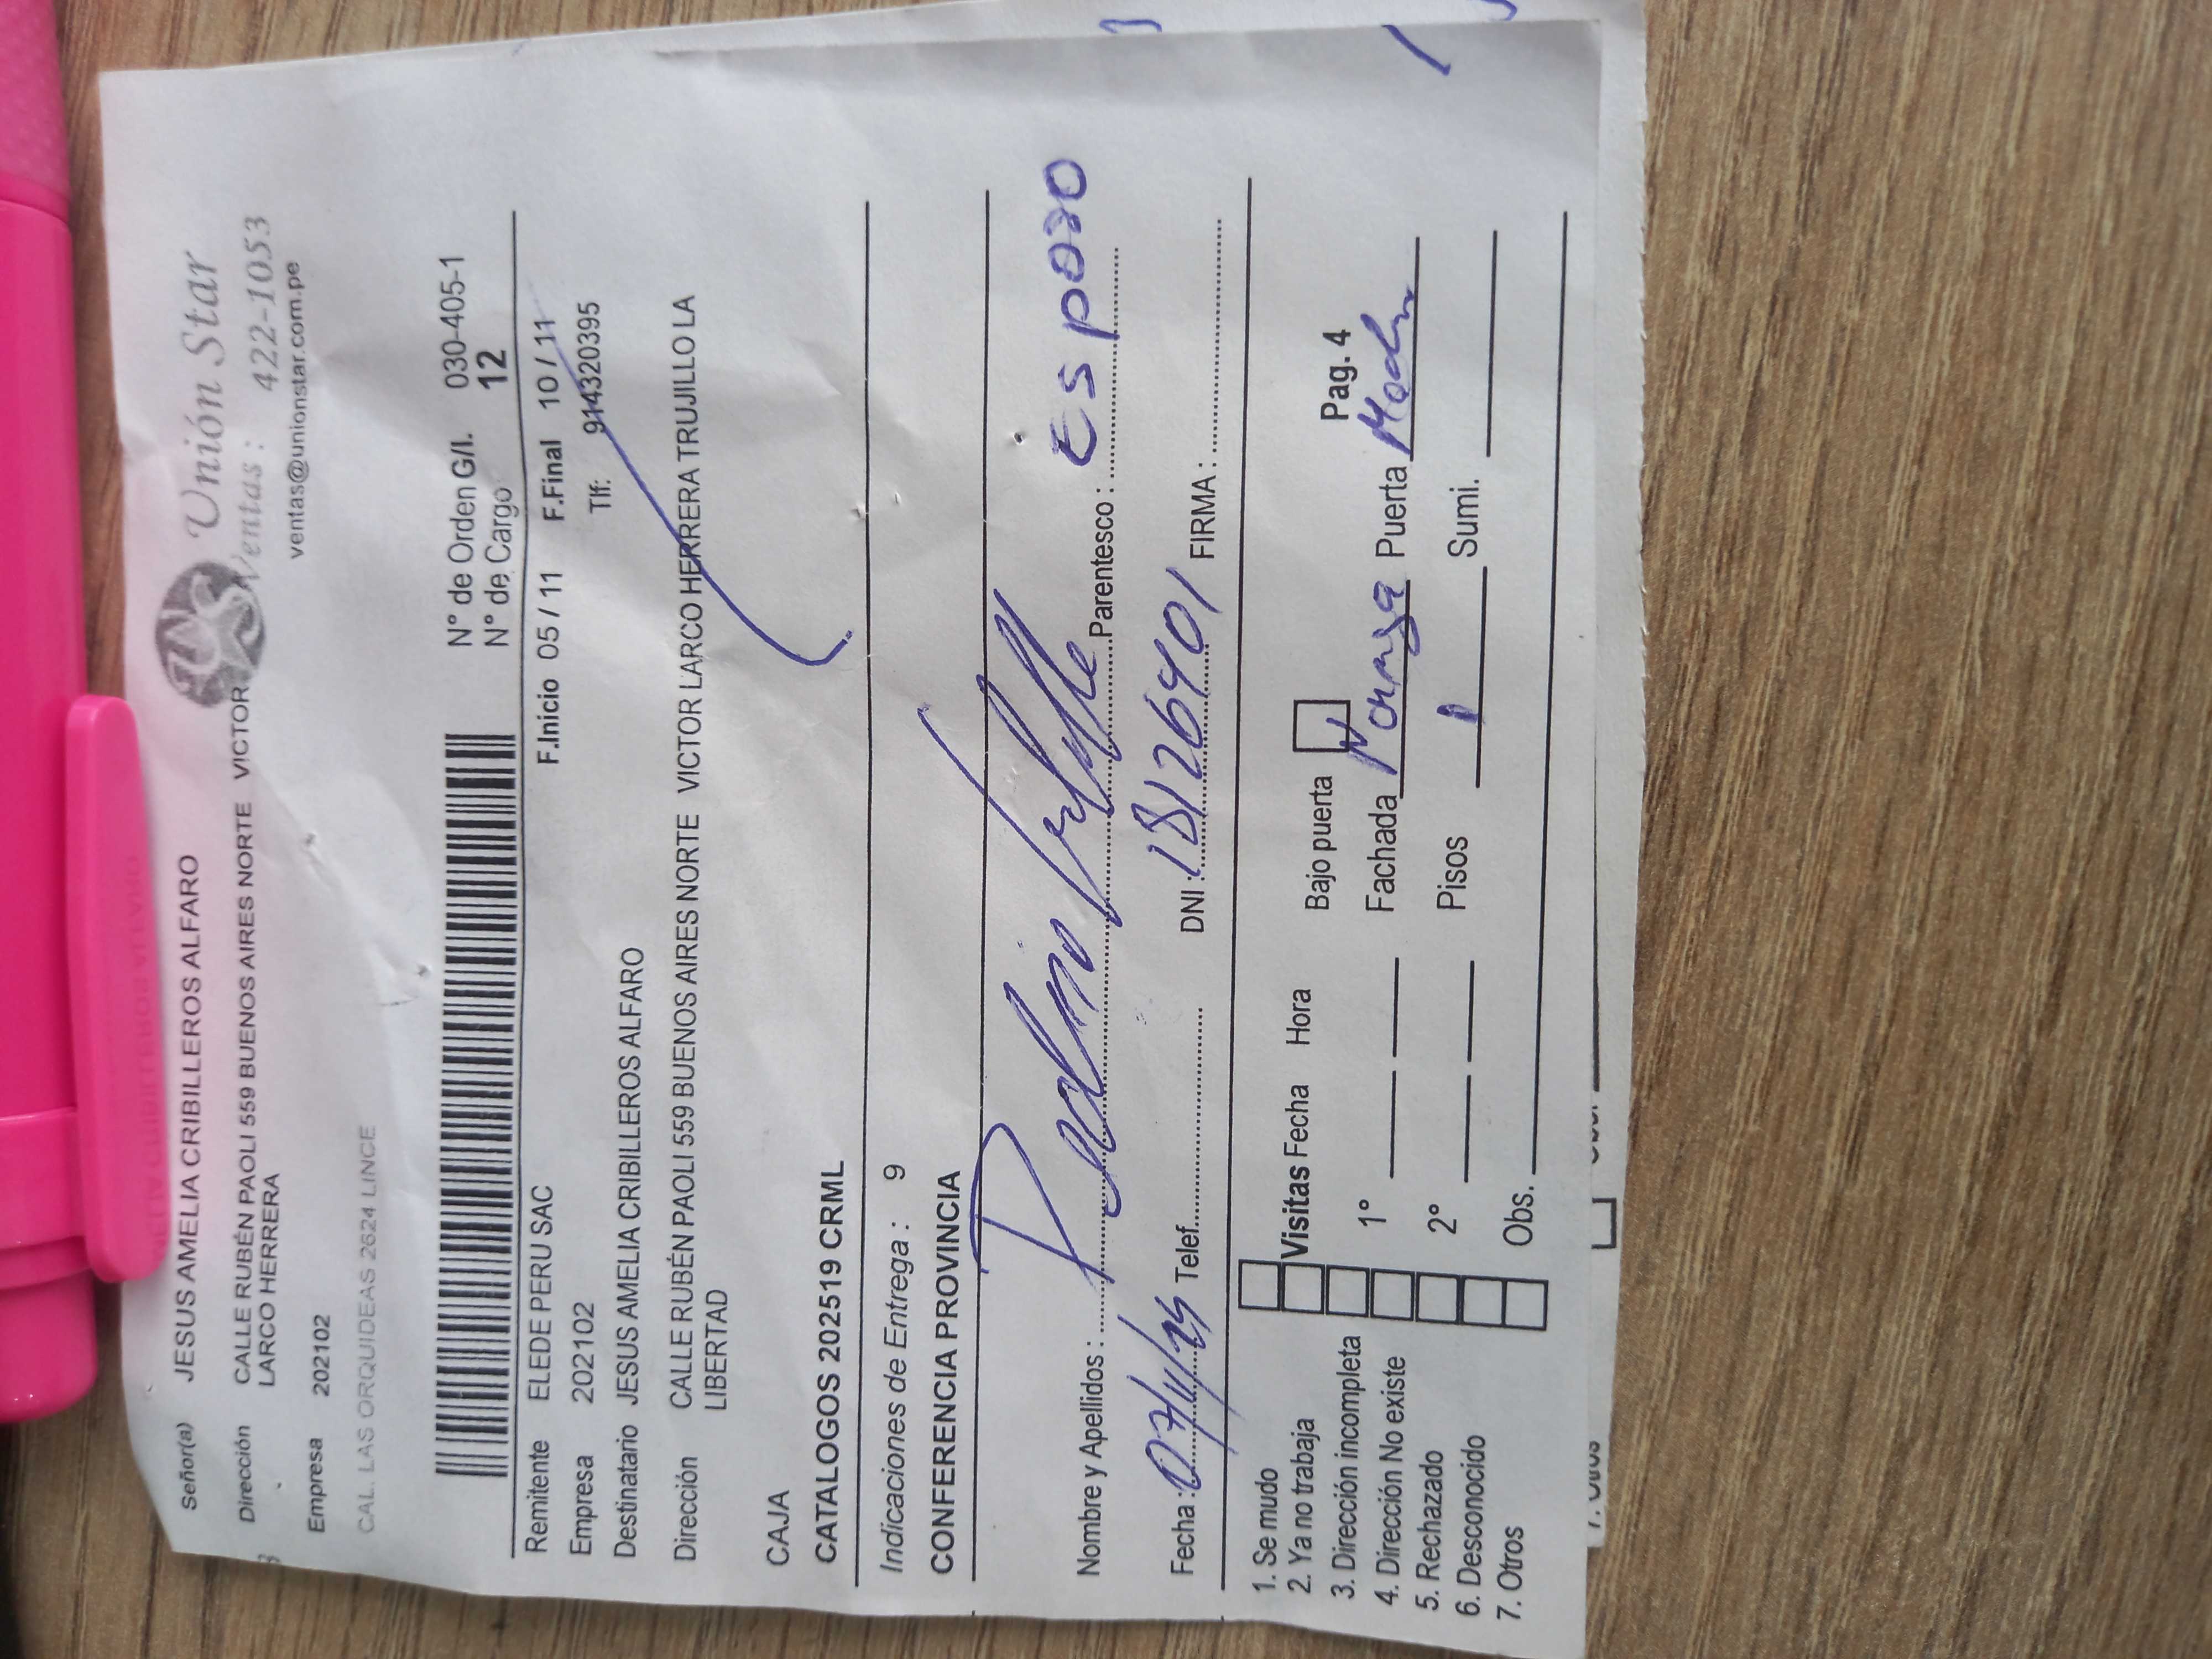 Señor(a) JESUS AMELIA CRIBILLEROS ALFARO
Unión Star
Dirección CALLE RUBÉN PAOLI 559 BUENOS AIRES NORTE VICTOR
LARCO HERRERA
Ventas : 422-1053
ventas@unionstar.com.pe
Empresa 202102
CAL. LAS ORQUIDEAS 2624 LINCE
N° de Orden G/I. 030-405-1
N° de Cargo 12
Remitente ELEDE PERU SAC F.Inicio 05 / 11 F.Final 10 / 11
Empresa 202102 Tlf: 914320395
Destinatario JESUS AMELIA CRIBILLEROS ALFARO
Dirección CALLE RUBÉN PAOLI 559 BUENOS AIRES NORTE VICTOR LARCO HERRERA TRUJILLO LA
LIBERTAD
CAJA
CATALOGOS 202519 CRML
Indicaciones de Entrega : 9
CONFERENCIA PROVINCIA
Nombre y Apellidos : Parentesco : Esposo
Fecha : Telef. DNI : 18126401 FIRMA :
1. Se mudo
2. Ya no trabaja
3. Dirección incompleta
4. Dirección No existe
5. Rechazado
6. Desconocido
7. Otros
Visitas Fecha Hora Bajo puerta Pag. 4
1° Fachada Puerta
2° Pisos 1 Sumi.
Obs.
7. Otros